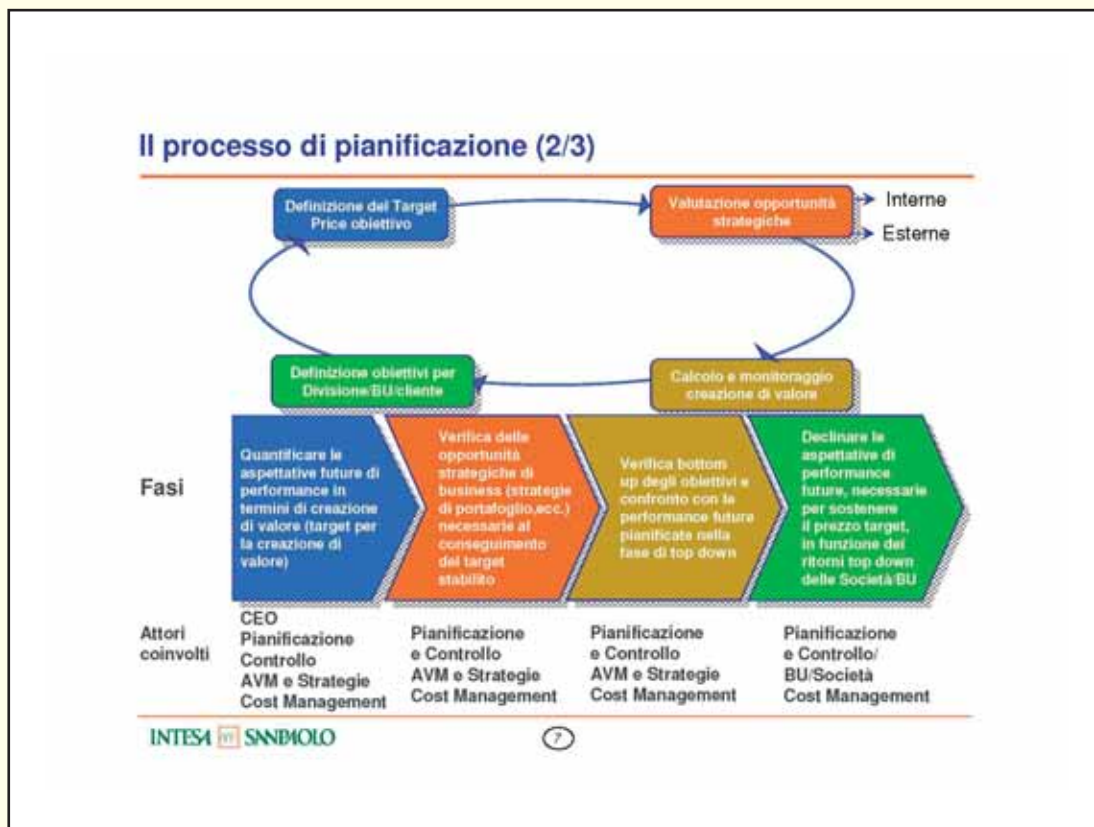 Il processo di pianificazione (2/3)
Definizione del Target
Price obiettivo
Valutazione opportunità
strategiche
Interne
Esterne
Definizione obiettivi per
Divisione/BU/cliente
Calcolo e monitoraggio
creazione di valore
Fasi
Quantificare le
aspettative future di
performance in
termini di creazione
di valore (target per
la creazione di
valore)
Verifica delle
opportunità
strategiche di
business (strategie
di portafoglio,ecc.)
necessarie al
conseguimento
del target
stabilito
Verifica bottom
up degli obiettivi e
confronto con la
performance futura
pianificate nella
fase di top down
Declinare le
aspettative di
performance
future, necessarie
per sostenere
il prezzo target,
in funzione dei
ritorni top down
delle Società/BU
Attori
coinvolti
CEO
Pianificazione
Controllo
AVM e Strategie
Cost Management
Pianificazione
e Controllo
AVM e Strategie
Cost Management
Pianificazione
e Controllo
AVM e Strategie
Cost Management
Pianificazione
e Controllo/
BU/Società
Cost Management
INTESA SANPAOLO
7